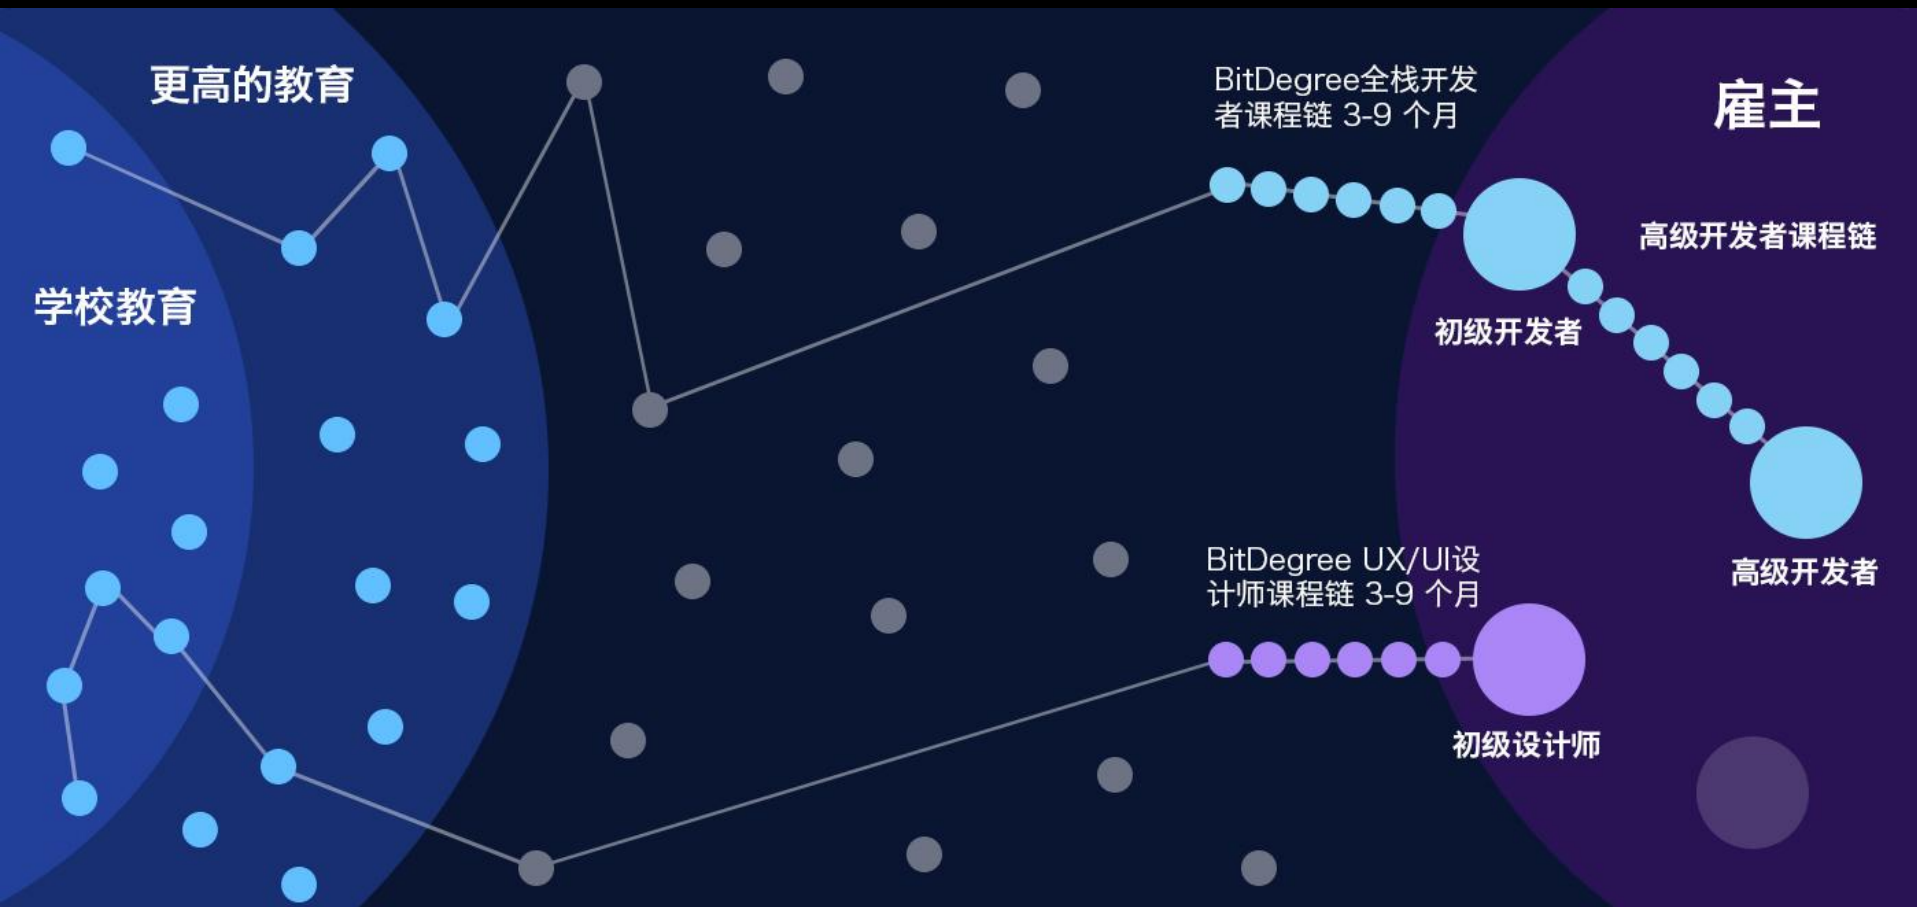 更高的教育
学校教育
BitDegree全栈开发
者课程链 3-9 个月
雇主
高级开发者课程链
初级开发者
高级开发者
BitDegree UX/UI设
计师课程链 3-9 个月
初级设计师